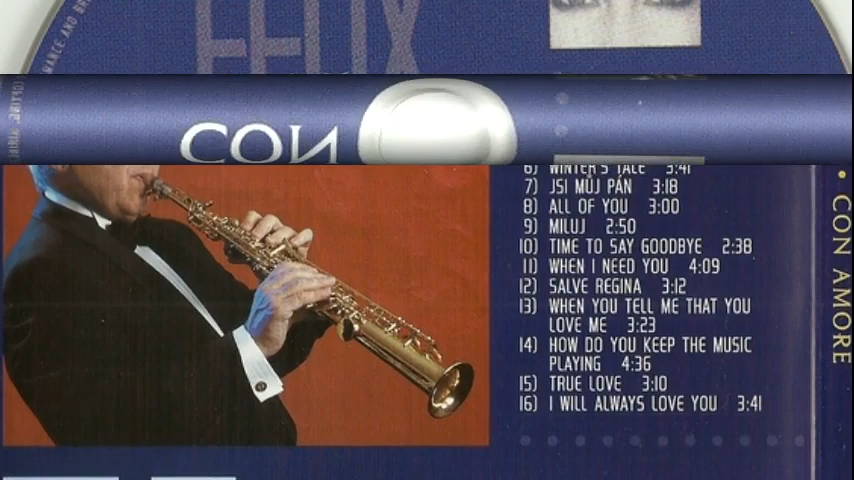 FELIX
CON
6) WINTER'S TALE 3:41
7) JSI MŮJ PÁN 3:18
8) ALL OF YOU 3:00
9) MILUJ 2:50
10) TIME TO SAY GOODBYE 2:38
11) WHEN I NEED YOU 4:09
12) SALVE REGINA 3:12
13) WHEN YOU TELL ME THAT YOU
LOVE ME 3:23
14) HOW DO YOU KEEP THE MUSIC
PLAYING 4:36
15) TRUE LOVE 3:10
16) I WILL ALWAYS LOVE YOU 3:41
• CON AMORE